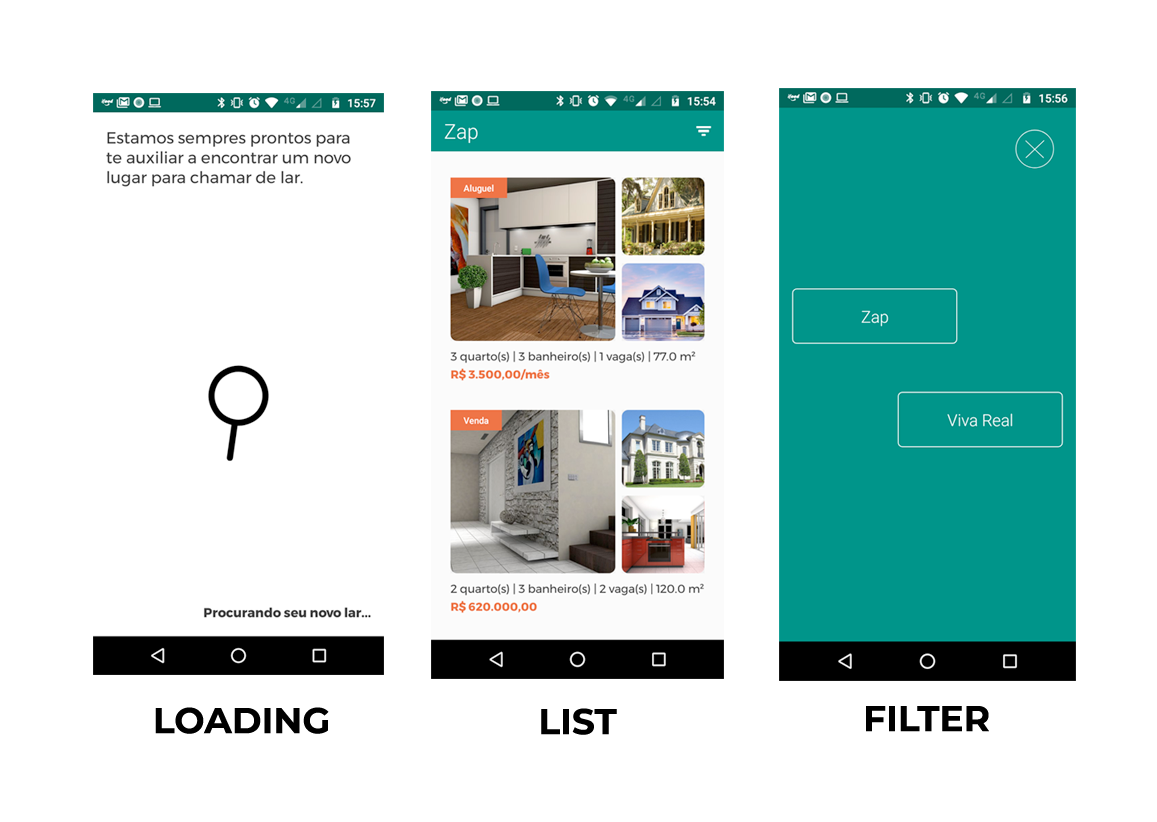 4G 15:57
Estamos sempres prontos para
te auxiliar a encontrar um novo
lugar para chamar de lar.
Procurando seu novo lar...
LOADING
4G 15:54
Zap
Aluguel
3 quarto(s) | 3 banheiro(s) | 1 vaga(s) | 77.0 m²
R$ 3.500,00/mês
Venda
2 quarto(s) | 3 banheiro(s) | 2 vaga(s) | 120.0 m²
R$ 620.000,00
LIST
4G 15:56
Zap
Viva Real
FILTER